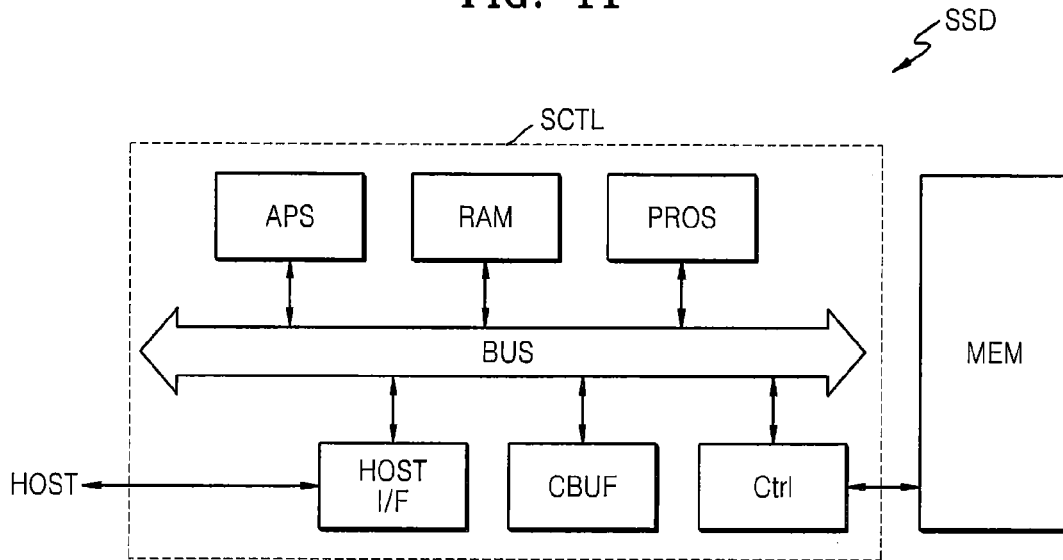 FIG. 11
SSD
SCTL
APS
RAM
PROS
BUS
MEM
HOST
HOST
I/F
CBUF
Ctrl